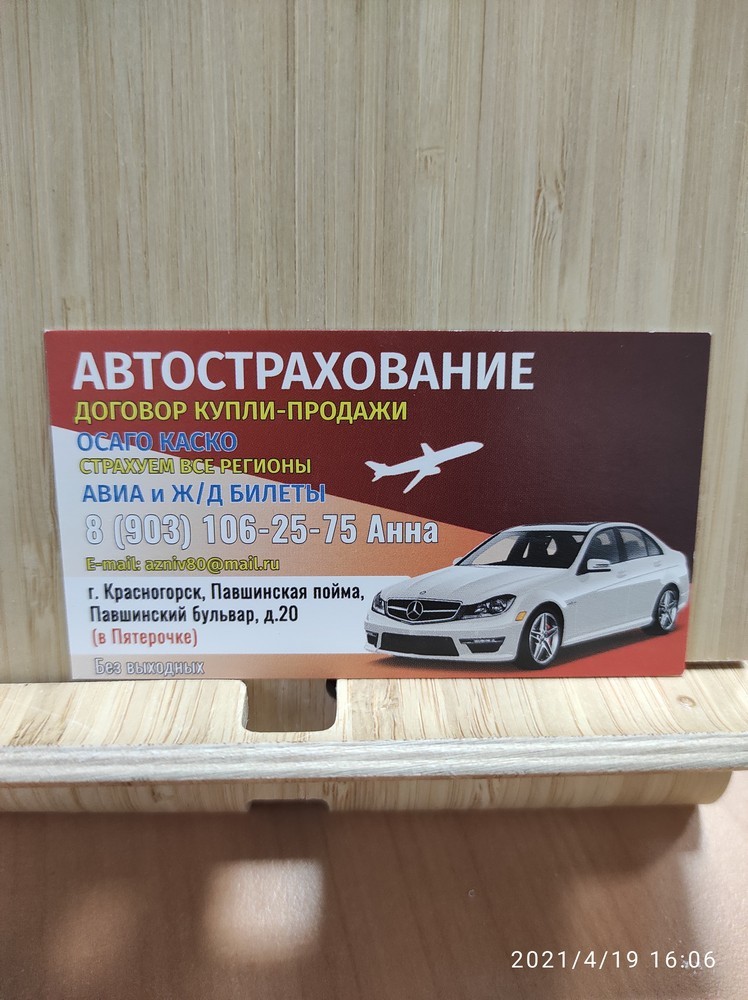 АВТОСТРАХОВАНИЕ
ДОГОВОР КУПЛИ-ПРОДАЖИ
ОСАГО КАСКО
СТРАХУЕМ ВСЕ РЕГИОНЫ
АВИА и Ж/Д БИЛЕТЫ
8 (903) 106-25-75 Анна
E-mail: azniv80@mail.ru
г. Красногорск, Павшинская пойма,
Павшинский бульвар, д.20
(в Пятерочке)
Без выходных
2021/4/19 16:06